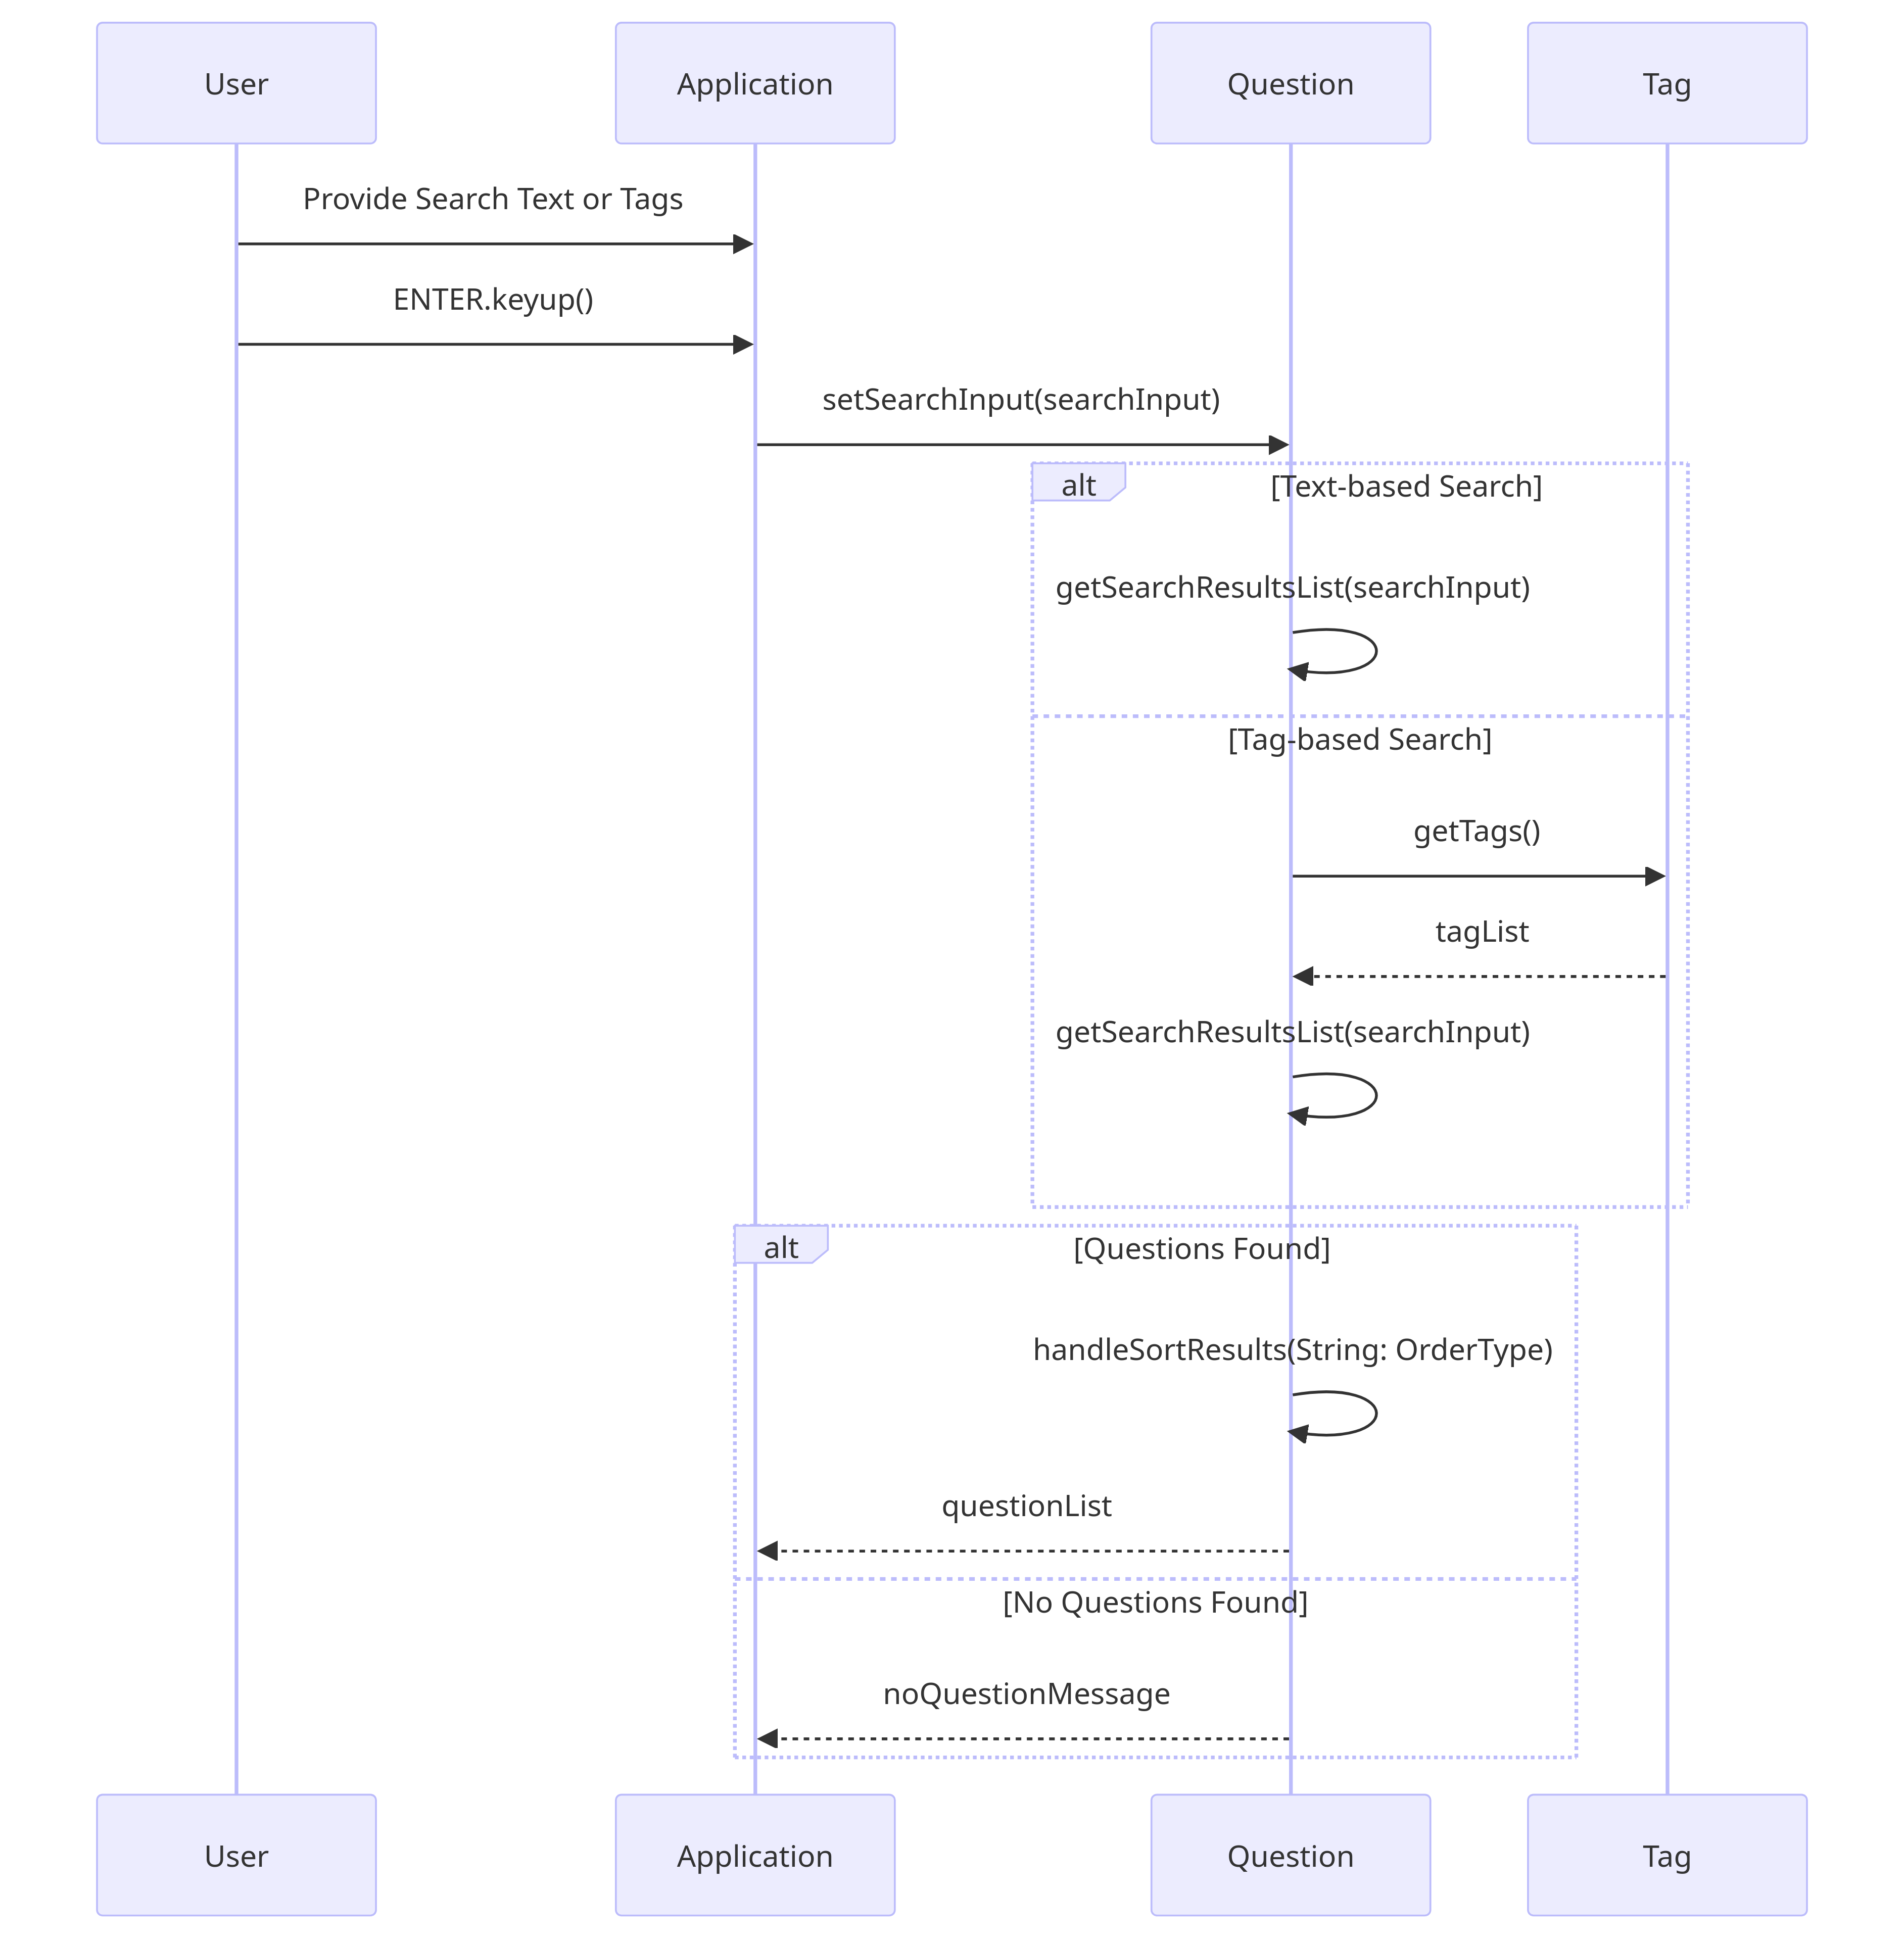 User
Application
Question
Tag
Provide Search Text or Tags
ENTER.keyup()
setSearchInput(searchInput)
alt
[Text-based Search]
getSearchResultsList(searchInput)
[Tag-based Search]
getTags()
tagList
getSearchResultsList(searchInput)
alt
[Questions Found]
handleSortResults(String: OrderType)
questionList
[No Questions Found]
noQuestionMessage
User
Application
Question
Tag